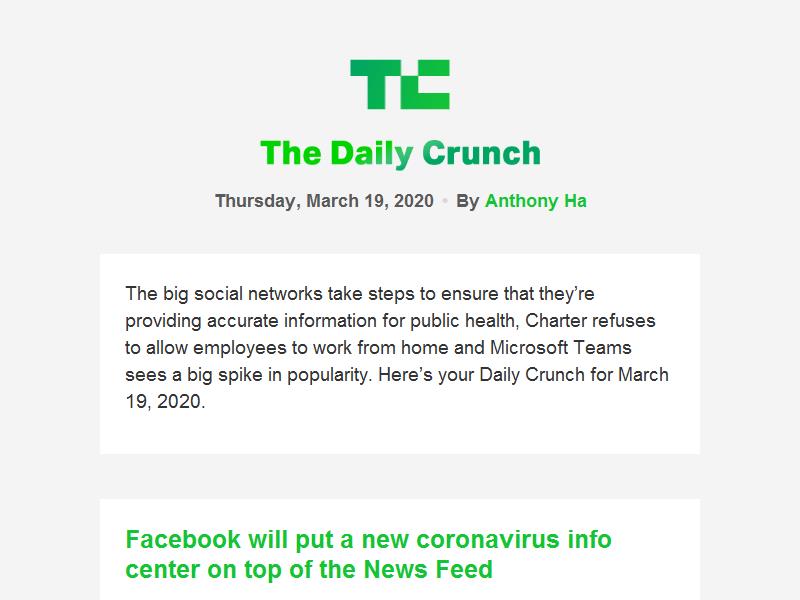 TC
The Daily Crunch
Thursday, March 19, 2020 • By Anthony Ha
The big social networks take steps to ensure that they’re
providing accurate information for public health, Charter refuses
to allow employees to work from home and Microsoft Teams
sees a big spike in popularity. Here’s your Daily Crunch for March
19, 2020.
Facebook will put a new coronavirus info
center on top of the News Feed